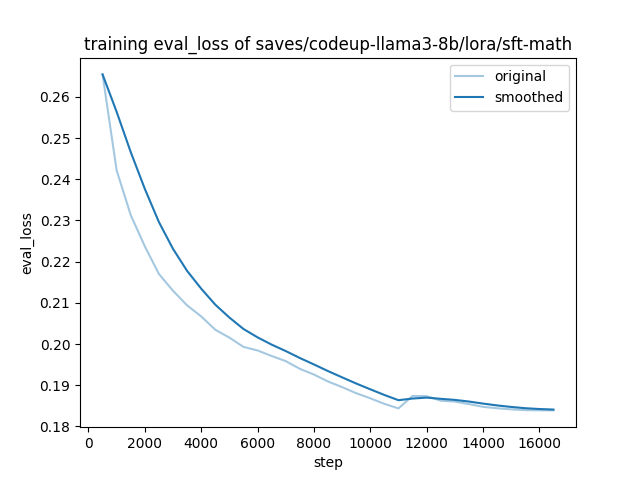 training eval_loss of saves/codeup-llama3-8b/lora/sft-math
original
smoothed
0.26
0.25
0.24
0.23
0.22
0.21
0.20
0.19
0.18
eval_loss
0 2000 4000 6000 8000 10000 12000 14000 16000
step